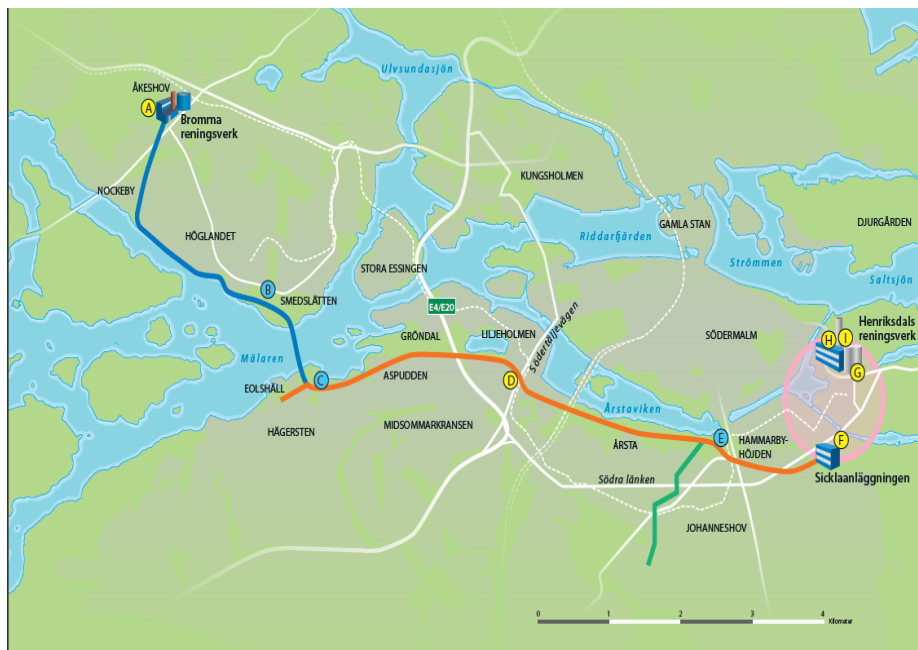 Ulvsundasjön
ÅKESHOV
A
Bromma
reningsverk
KUNGSHOLMEN
NOCKEBY
GAMLA STAN
DJURGÅRDEN
HÖGLANDET
Riddarfjärden
Strömmen
STORA ESSINGEN
Saltsjön
B
SMEDSLÄTTEN
E4/E20
Södertäljevägen
Henriksdals
reningsverk
GRÖNDAL
LILJEHOLMEN
SÖDERMALM
H
I
Mälaren
G
EOLSHÄLL
C
ASPUDDEN
D
Årstaviken
HÄGERSTEN
MIDSOMMARKRANSEN
E
F
ÅRSTA
HAMMARBY-
HÖJDEN
Södra länken
Sicklaanläggningen
JOHANNESHOV
0
1
2
3
4
Kilometer